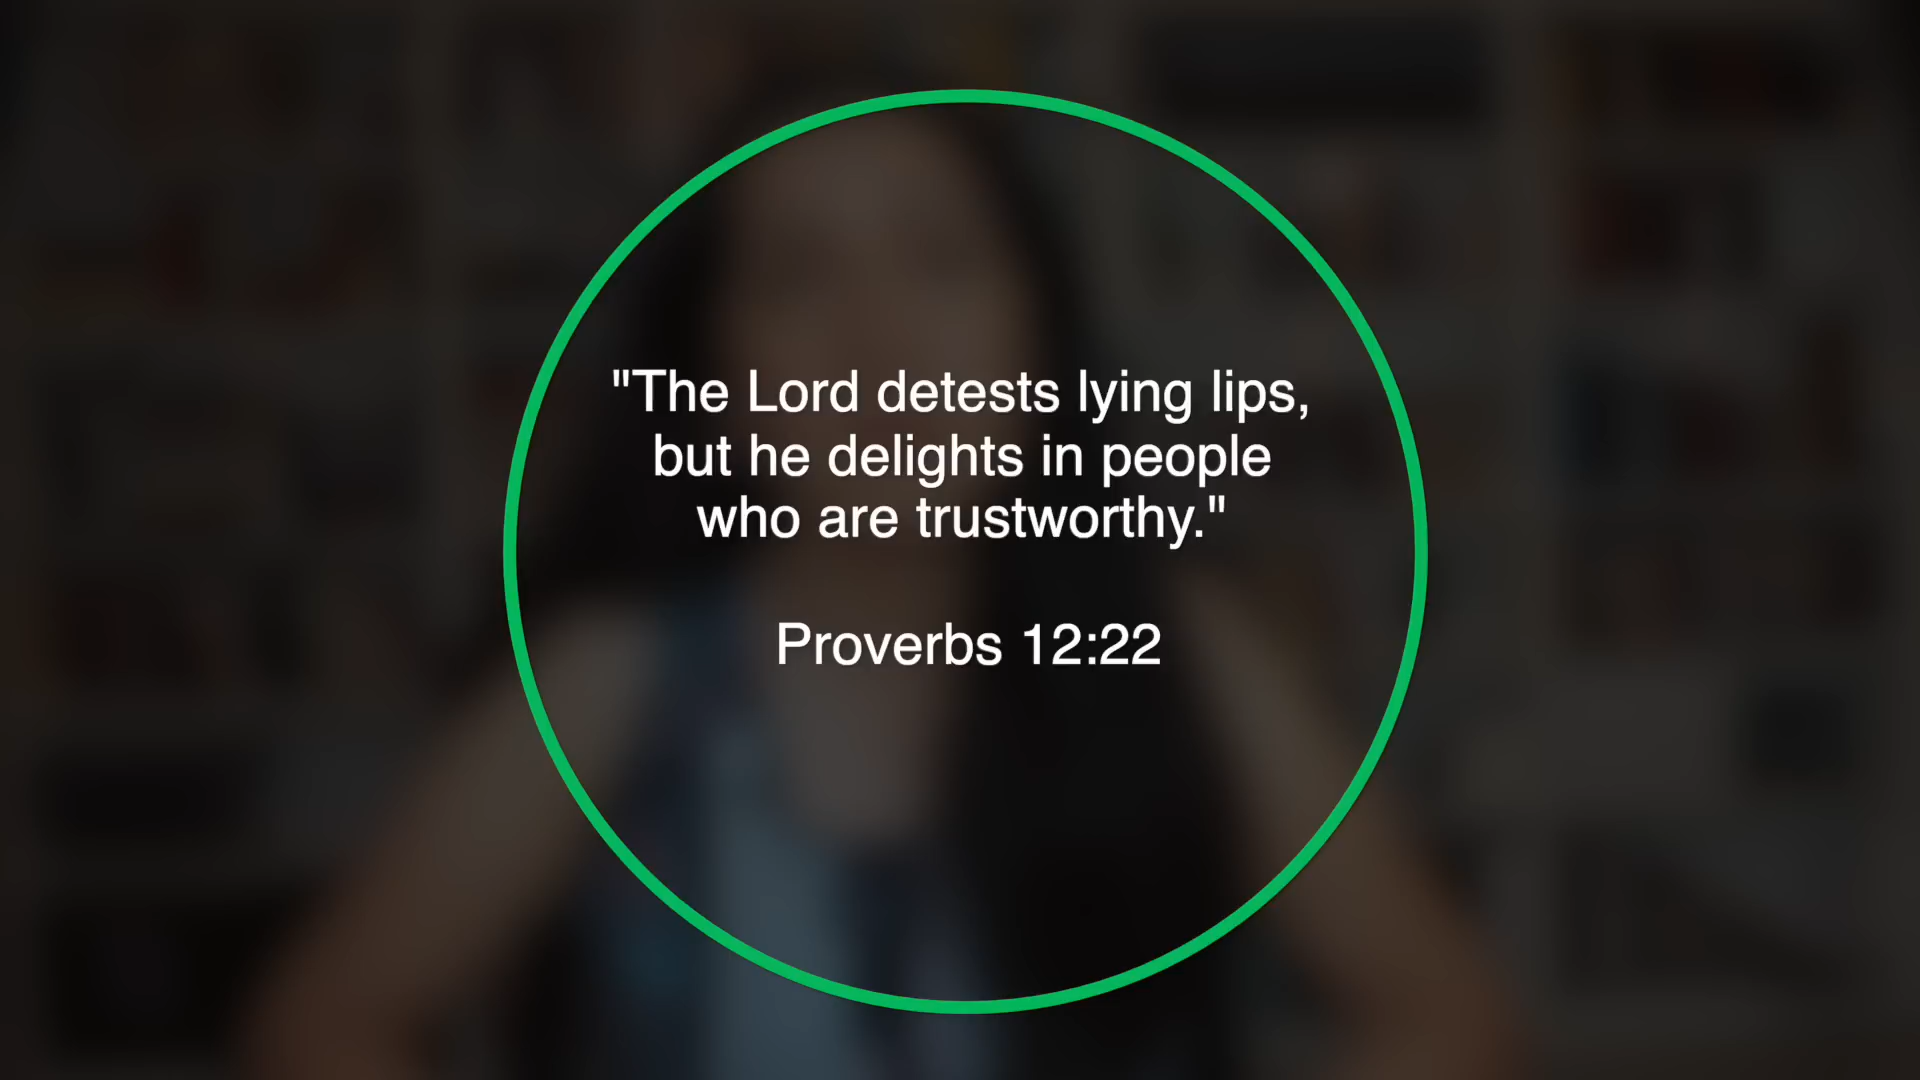 "The Lord detests lying lips,
but he delights in people
who are trustworthy."
Proverbs 12:22